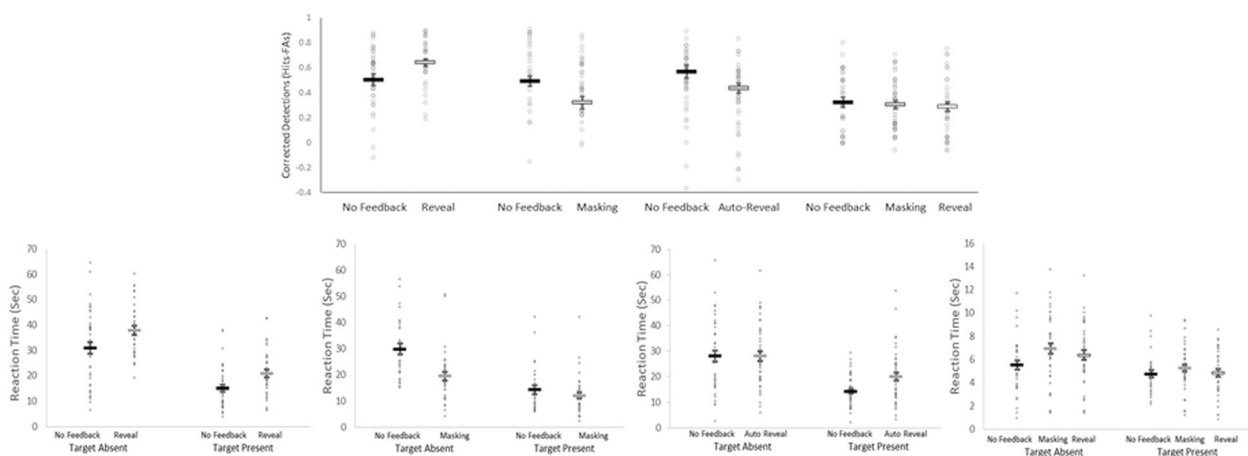 Corrected Detections (Hits-FAs)
1
0.8
0.6
0.4
0.2
0
-0.2
-0.4
No Feedback Reveal No Feedback Masking No Feedback Auto-Reveal No Feedback Masking Reveal
Reaction Time (Sec)
70
60
50
40
30
20
10
0
No Feedback Reveal No Feedback Reveal
Target Absent Target Present
Reaction Time (Sec)
70
60
50
40
30
20
10
0
No Feedback Masking No Feedback Masking
Target Absent Target Present
Reaction Time (Sec)
70
60
50
40
30
20
10
0
No Feedback Auto Reveal No Feedback Auto Reveal
Target Absent Target Present
Reaction Time (Sec)
16
14
12
10
8
6
4
2
0
No Feedback Masking Reveal No Feedback Masking Reveal
Target Absent Target Present